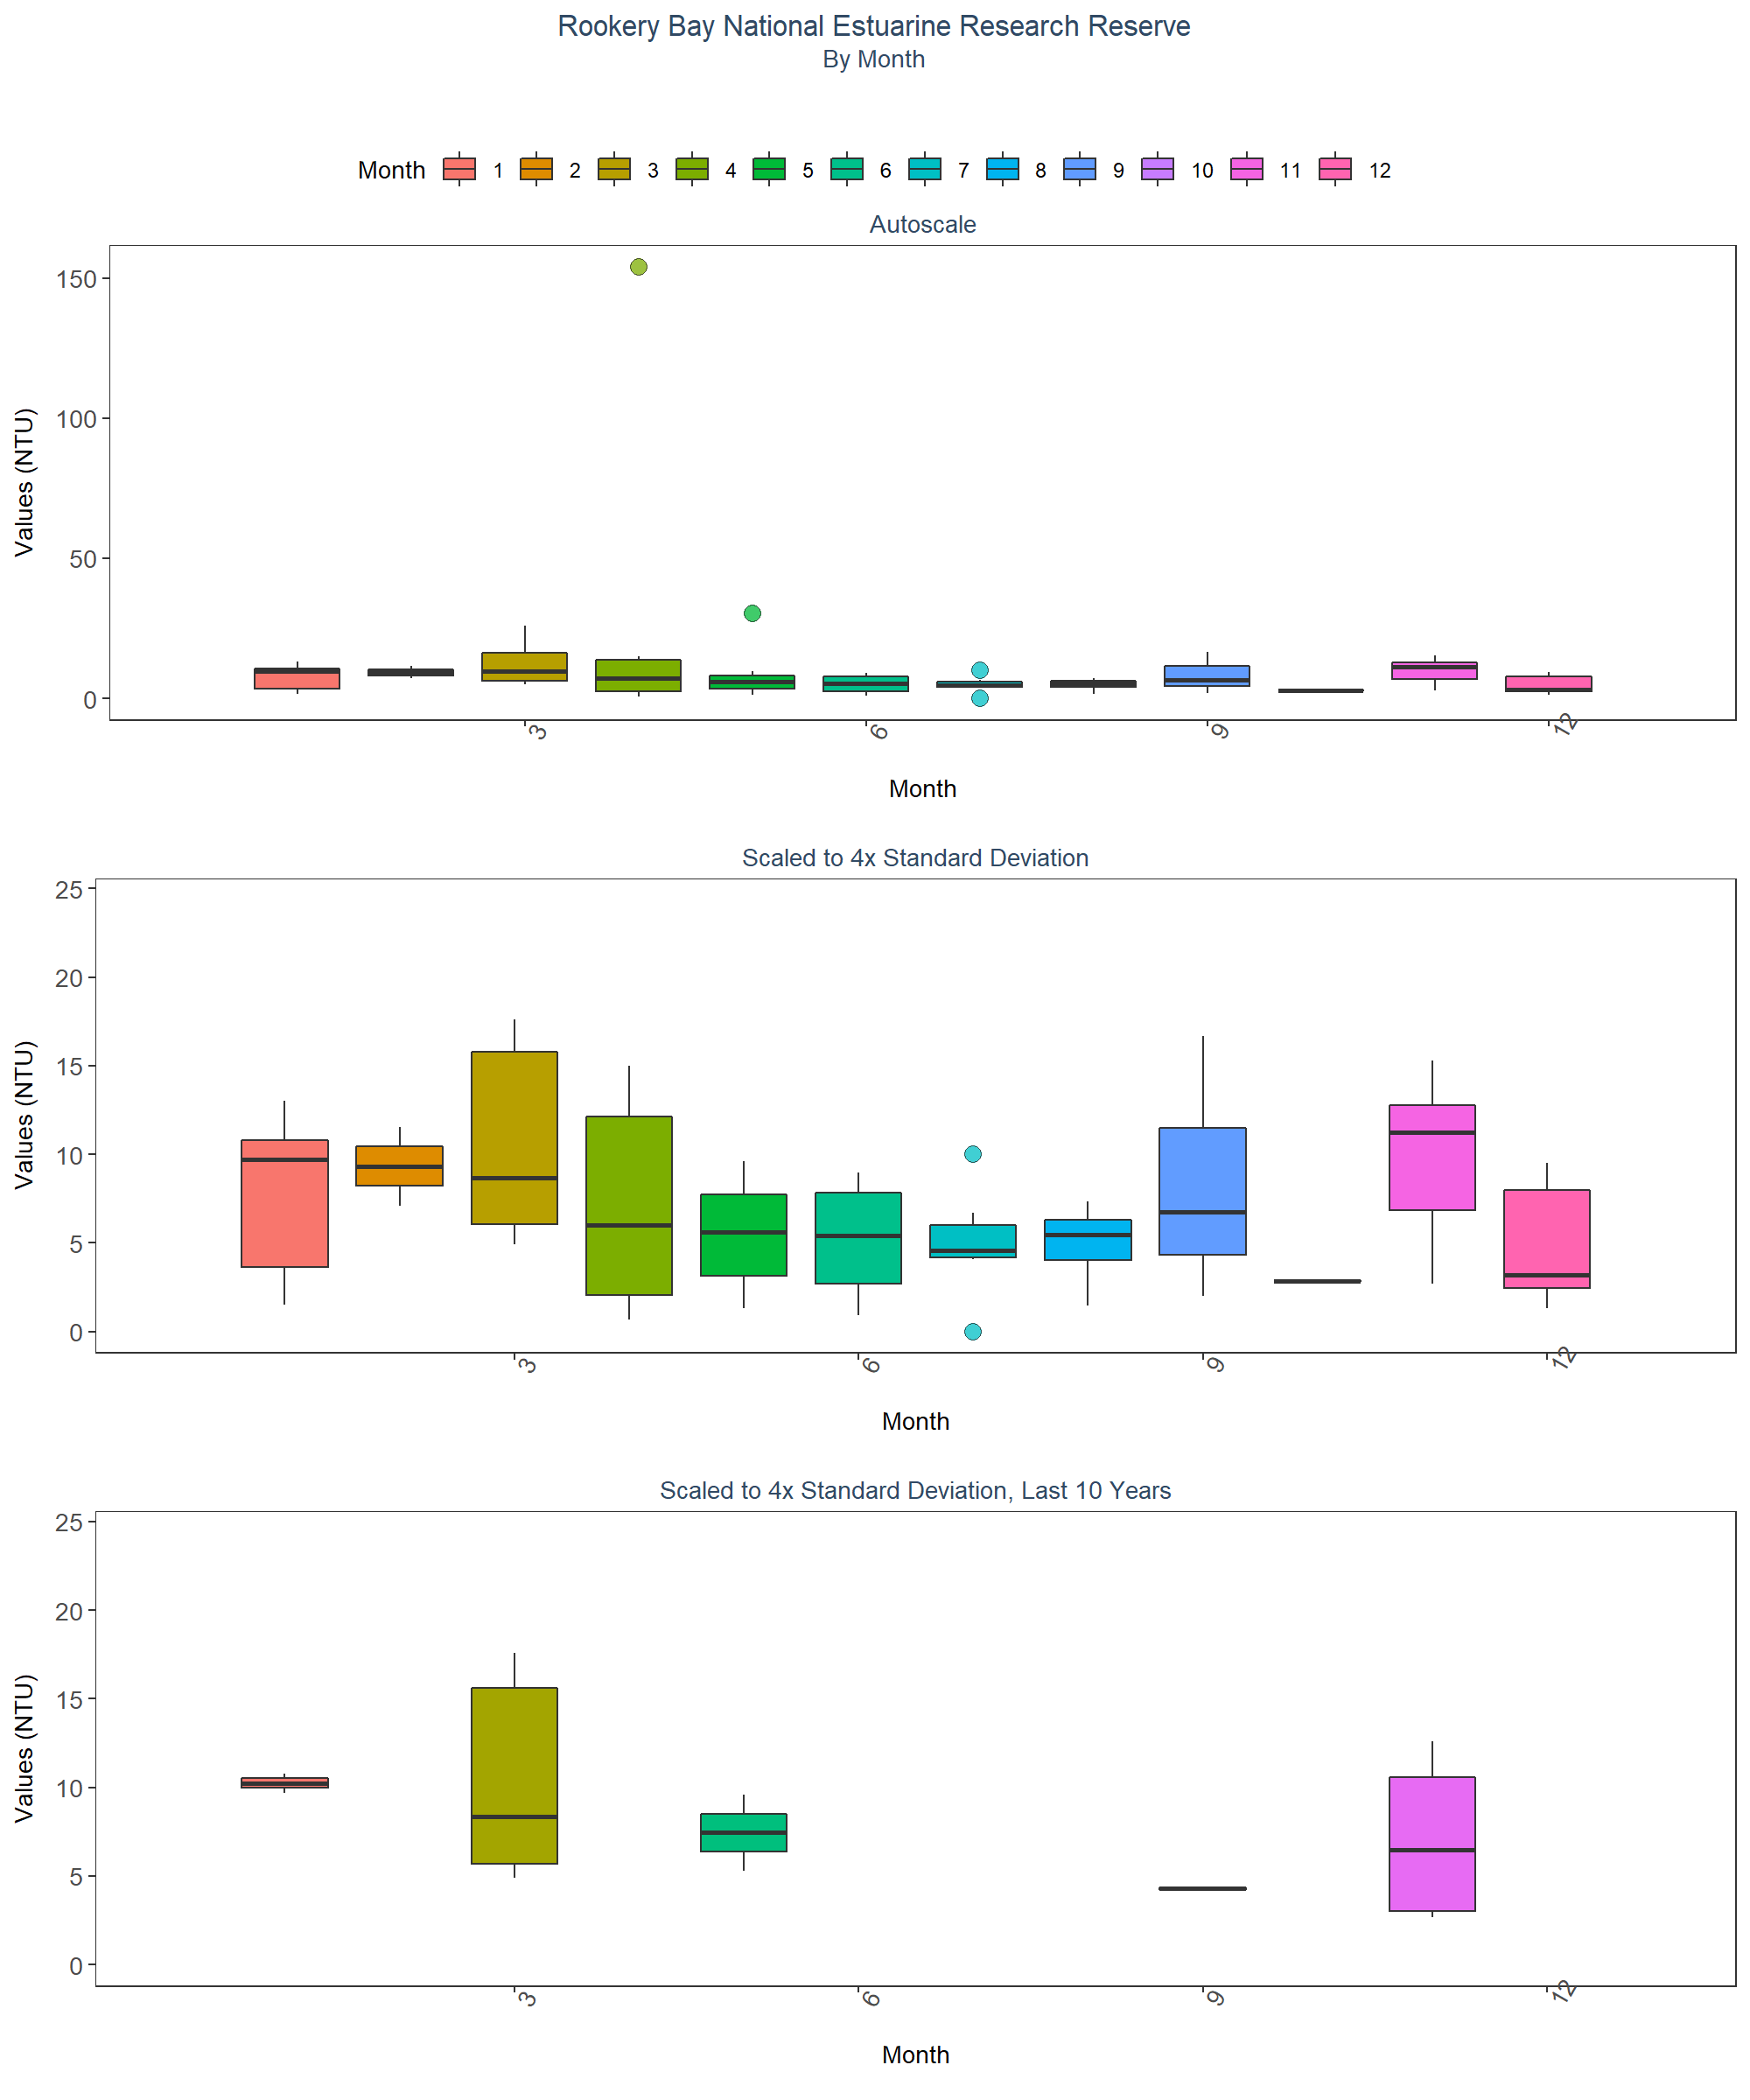 Rookery Bay National Estuarine Research Reserve
By Month
Month 1 2 3 4 5 6 7 8 9 10 11 12
Autoscale
Values (NTU)
150
100
50
0
3 6 9 12
Month
Scaled to 4x Standard Deviation
Values (NTU)
25
20
15
10
5
0
3 6 9 12
Month
Scaled to 4x Standard Deviation, Last 10 Years
Values (NTU)
25
20
15
10
5
0
3 6 9 12
Month